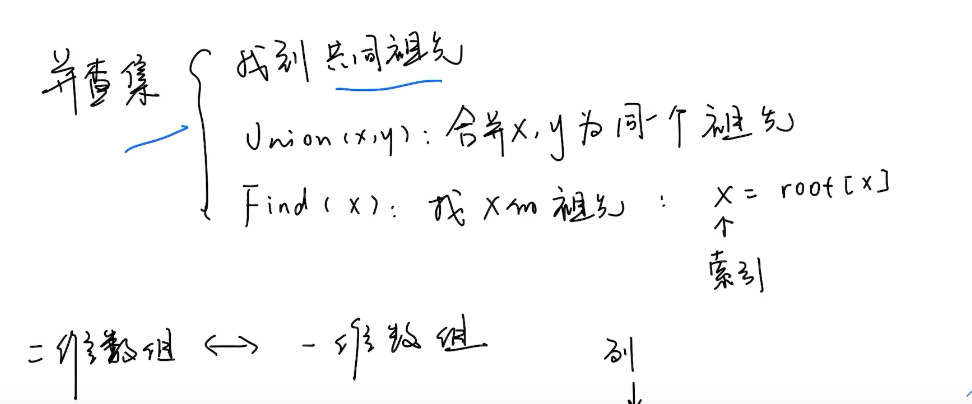 并查集
找到共同祖先
Union(x,y): 合并x,y为同一个祖先
Find(x): 找x的祖先: x = root[x]
↑
索引
二维数组 ↔ 一维数组
列
↓